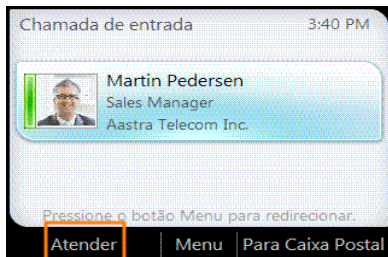 Chamada de entrada 3:40 PM
Martin Pedersen
Sales Manager
Aastra Telecom Inc.
Pressione o botão Menu para redirecionar.
Atender Menu Para Caixa Postal